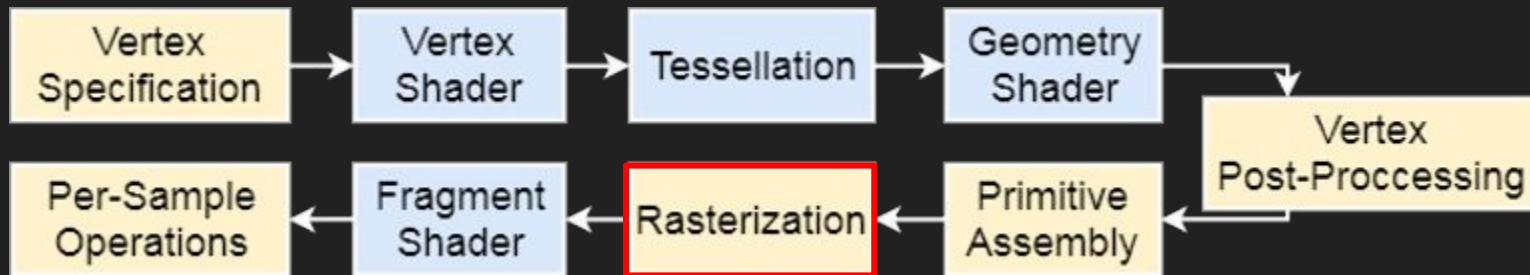 Vertex
Specification
Vertex
Shader
Tessellation
Geometry
Shader
Vertex
Post-Proccessing
Primitive
Assembly
Rasterization
Fragment
Shader
Per-Sample
Operations